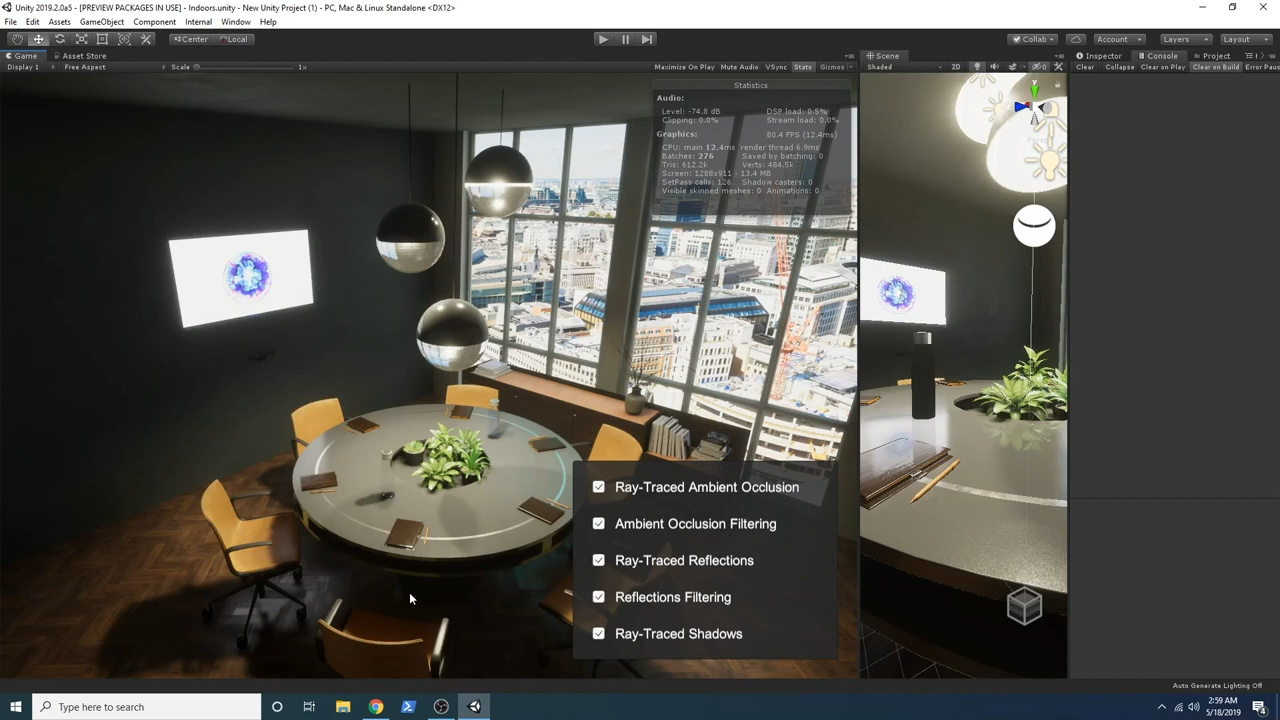 Unity 2019.2.0a5 - [PREVIEW PACKAGES IN USE] - Indoors.unity - New Unity Project (1) - PC, Mac & Linux Standalone <DX12>
File Edit Assets GameObject Component Internal Window Help
Center Local Collab Account Layers Layout
Game Asset Store Scene Inspector Console Project
Display 1 Free Aspect Scale 1x Maximize On Play Mute Audio VSync Stats Gizmos Shaded 2D 0 Clear Collapse Clear on Play Clear on Build Error Paus
Statistics
Audio:
Level: -74.8 dB DSP load: 0.5%
Clipping: 0.0% Stream load: 0.0%
Graphics: 80.4 FPS (12.4ms)
CPU: main 12.4ms render thread 6.9ms
Batches: 276 Saved by batching: 0
Tris: 612.2k Verts: 484.5k
Screen: 1288x911 - 13.4 MB
SetPass calls: 126 Shadow casters: 0
Visible skinned meshes: 0 Animations: 0
y
Ray-Traced Ambient Occlusion
Ambient Occlusion Filtering
Ray-Traced Reflections
Reflections Filtering
Ray-Traced Shadows
Auto Generate Lighting Off
Type here to search
2:59 AM
5/18/2019
4